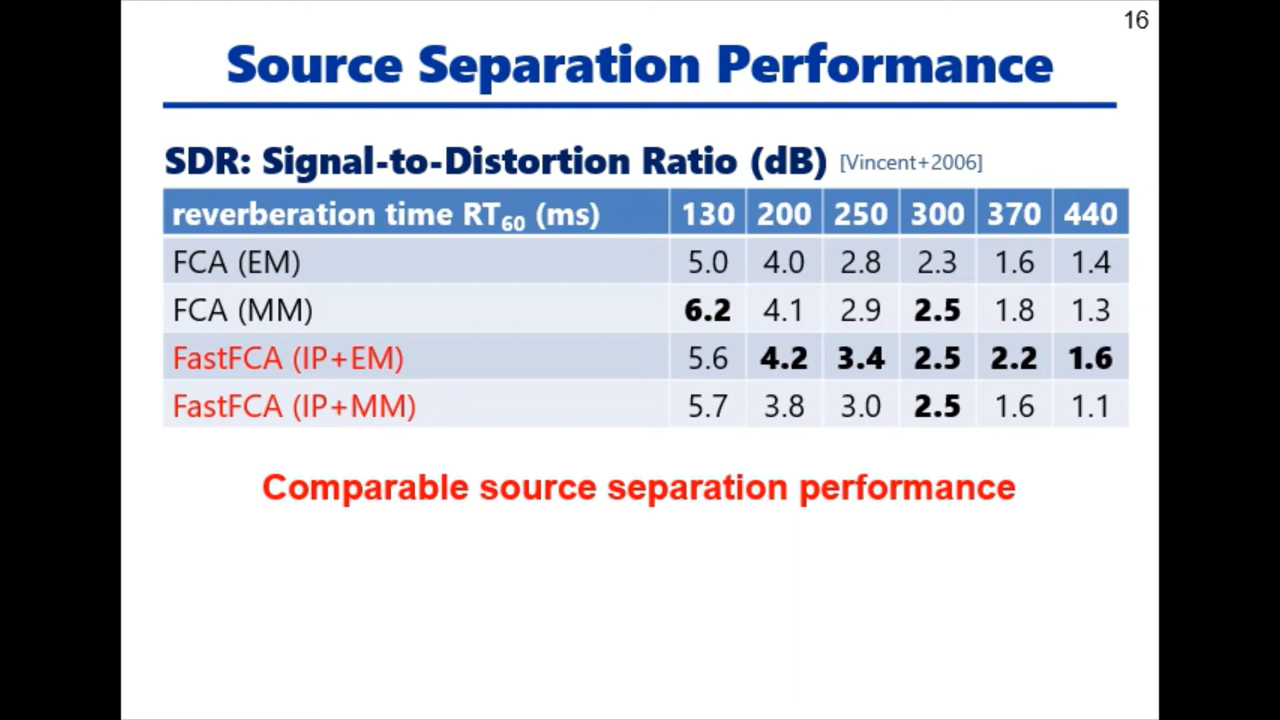 16
Source Separation Performance
SDR: Signal-to-Distortion Ratio (dB) [Vincent+2006]
reverberation time RT60 (ms) 130 200 250 300 370 440
FCA (EM) 5.0 4.0 2.8 2.3 1.6 1.4
FCA (MM) 6.2 4.1 2.9 2.5 1.8 1.3
FastFCA (IP+EM) 5.6 4.2 3.4 2.5 2.2 1.6
FastFCA (IP+MM) 5.7 3.8 3.0 2.5 1.6 1.1
Comparable source separation performance